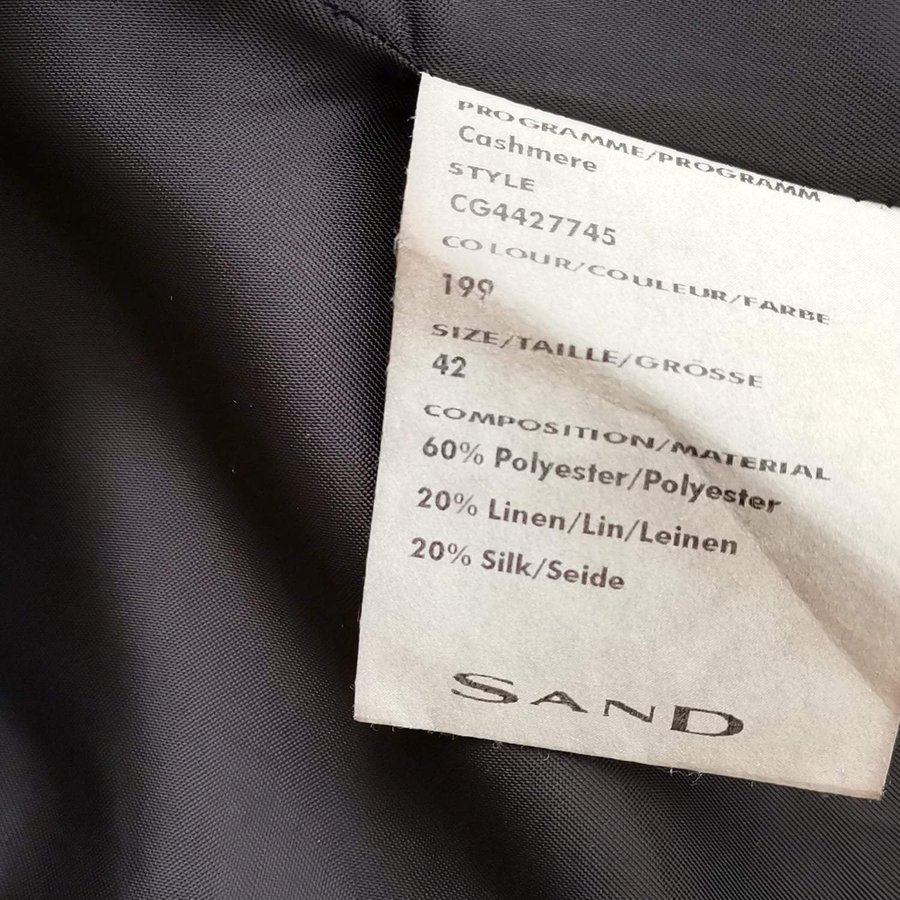 PROGRAMME/PROGRAMM
Cashmere
STYLE
CG4427745
COLOUR/COULEUR/FARBE
199
SIZE/TAILLE/GRÖSSE
42
COMPOSITION/MATERIAL
60% Polyester/Polyester
20% Linen/Lin/Leinen
20% Silk/Seide
SAND